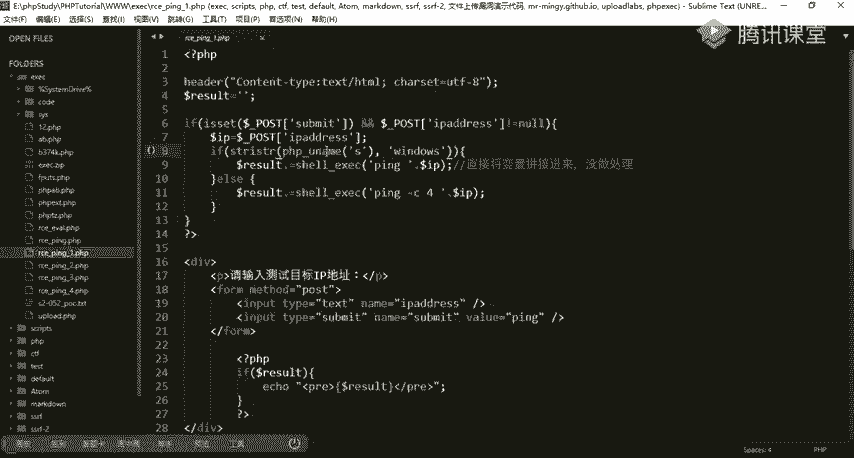 E:\phpStudy\PHPTutorial\WWW\exec\rce_ping_1.php (exec, scripts, php, ctf, test, default, Atom, markdown, ssrf, ssrf-2, 文件上传漏洞演示代码, mr-mingy.github.io, uploadlabs, phpexec) - Sublime Text (UNRE...
文件(F) 编辑(E) 选择(S) 查找(I) 视图(V) 跳转(G) 工具(T) 项目(P) 首选项(N) 帮助(H)
腾讯课堂
OPEN FILES
rce_ping_1.php
FOLDERS
exec
%SystemDrive%
code
sys
12.php
ab.php
b374k.php
exec.zip
fputs.php
phpab.php
phpext.php
phptz.php
rce_eval.php
rce_ping.php
rce_ping_1.php
rce_ping_2.php
rce_ping_3.php
rce_ping_4.php
s2-052_poc.txt
upload.php
scripts
php
ctf
test
default
Atom
markdown
ssrf
ssrf-2
1 <?php
2
3 header("Content-type:text/html; charset=utf-8");
4 $result='';
5
6 if(isset($_POST['submit']) && $_POST['ipaddress']!=null){
7 $ip=$_POST['ipaddress'];
8 if(stristr(php_uname('s'), 'windows')){
9 $result.=shell_exec('ping '.$ip);//直接将变量拼接进来，没做处理
10 }else {
11 $result.=shell_exec('ping -c 4 '.$ip);
12 }
13 }
14 ?>
15
16 <div>
17 <p>请输入测试目标IP地址：</p>
18 <form method="post">
19 <input type="text" name="ipaddress" />
20 <input type="submit" name="submit" value="ping" />
21 </form>
22
23 <?php
24 if($result){
25 echo "<pre>{$result}</pre>";
26 }
27 ?>
28 </div>
工具
Spaces: 4
PHP